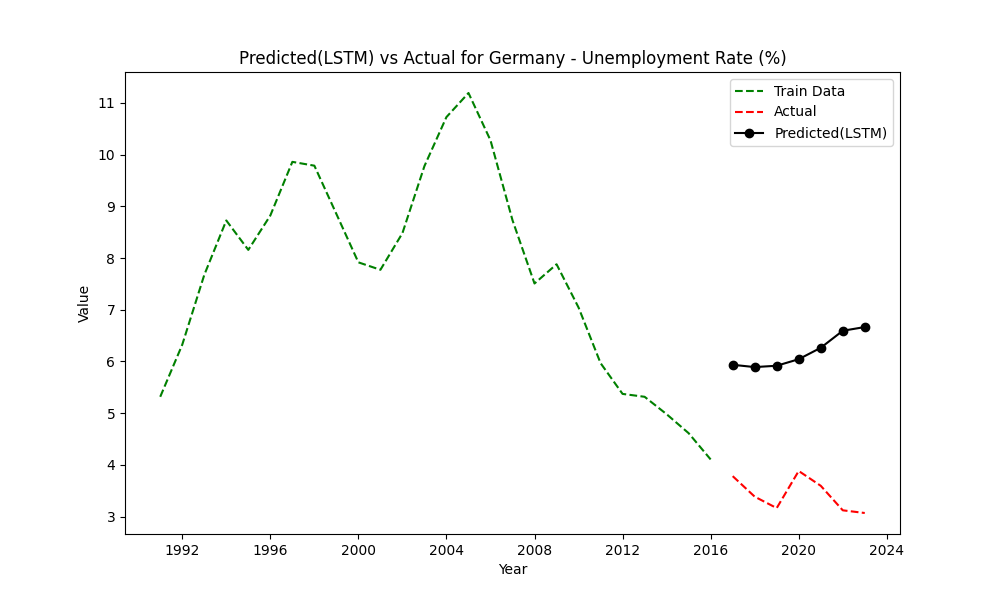 Predicted(LSTM) vs Actual for Germany - Unemployment Rate (%)
Train Data
Actual
Predicted(LSTM)
11
10
9
8
7
6
5
4
3
Value
1992 1996 2000 2004 2008 2012 2016 2020 2024
Year